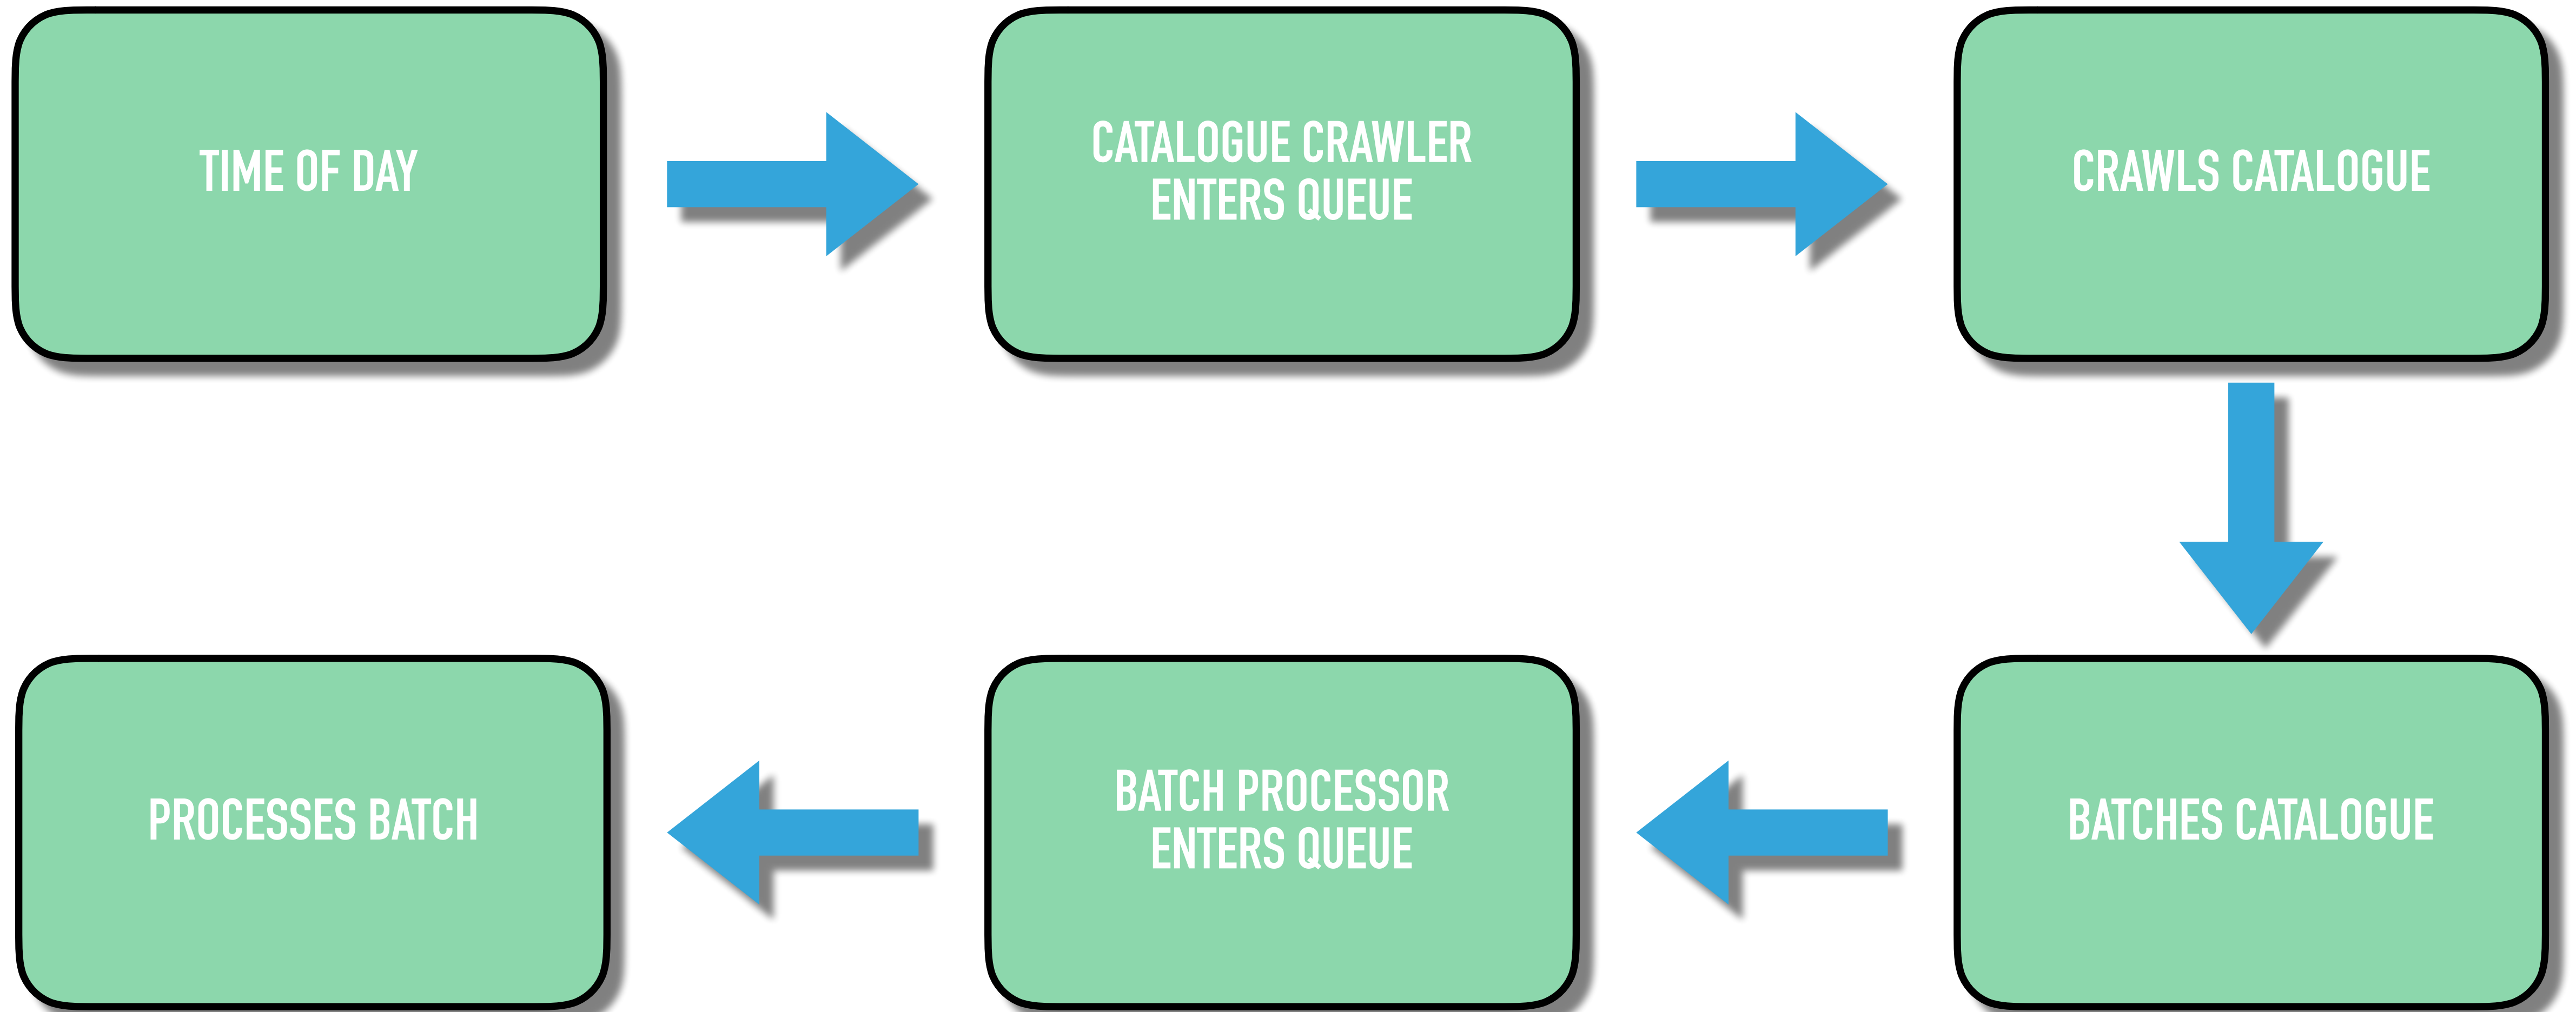 TIME OF DAY
CATALOGUE CRAWLER
ENTERS QUEUE
CRAWLS CATALOGUE
PROCESSES BATCH
BATCH PROCESSOR
ENTERS QUEUE
BATCHES CATALOGUE